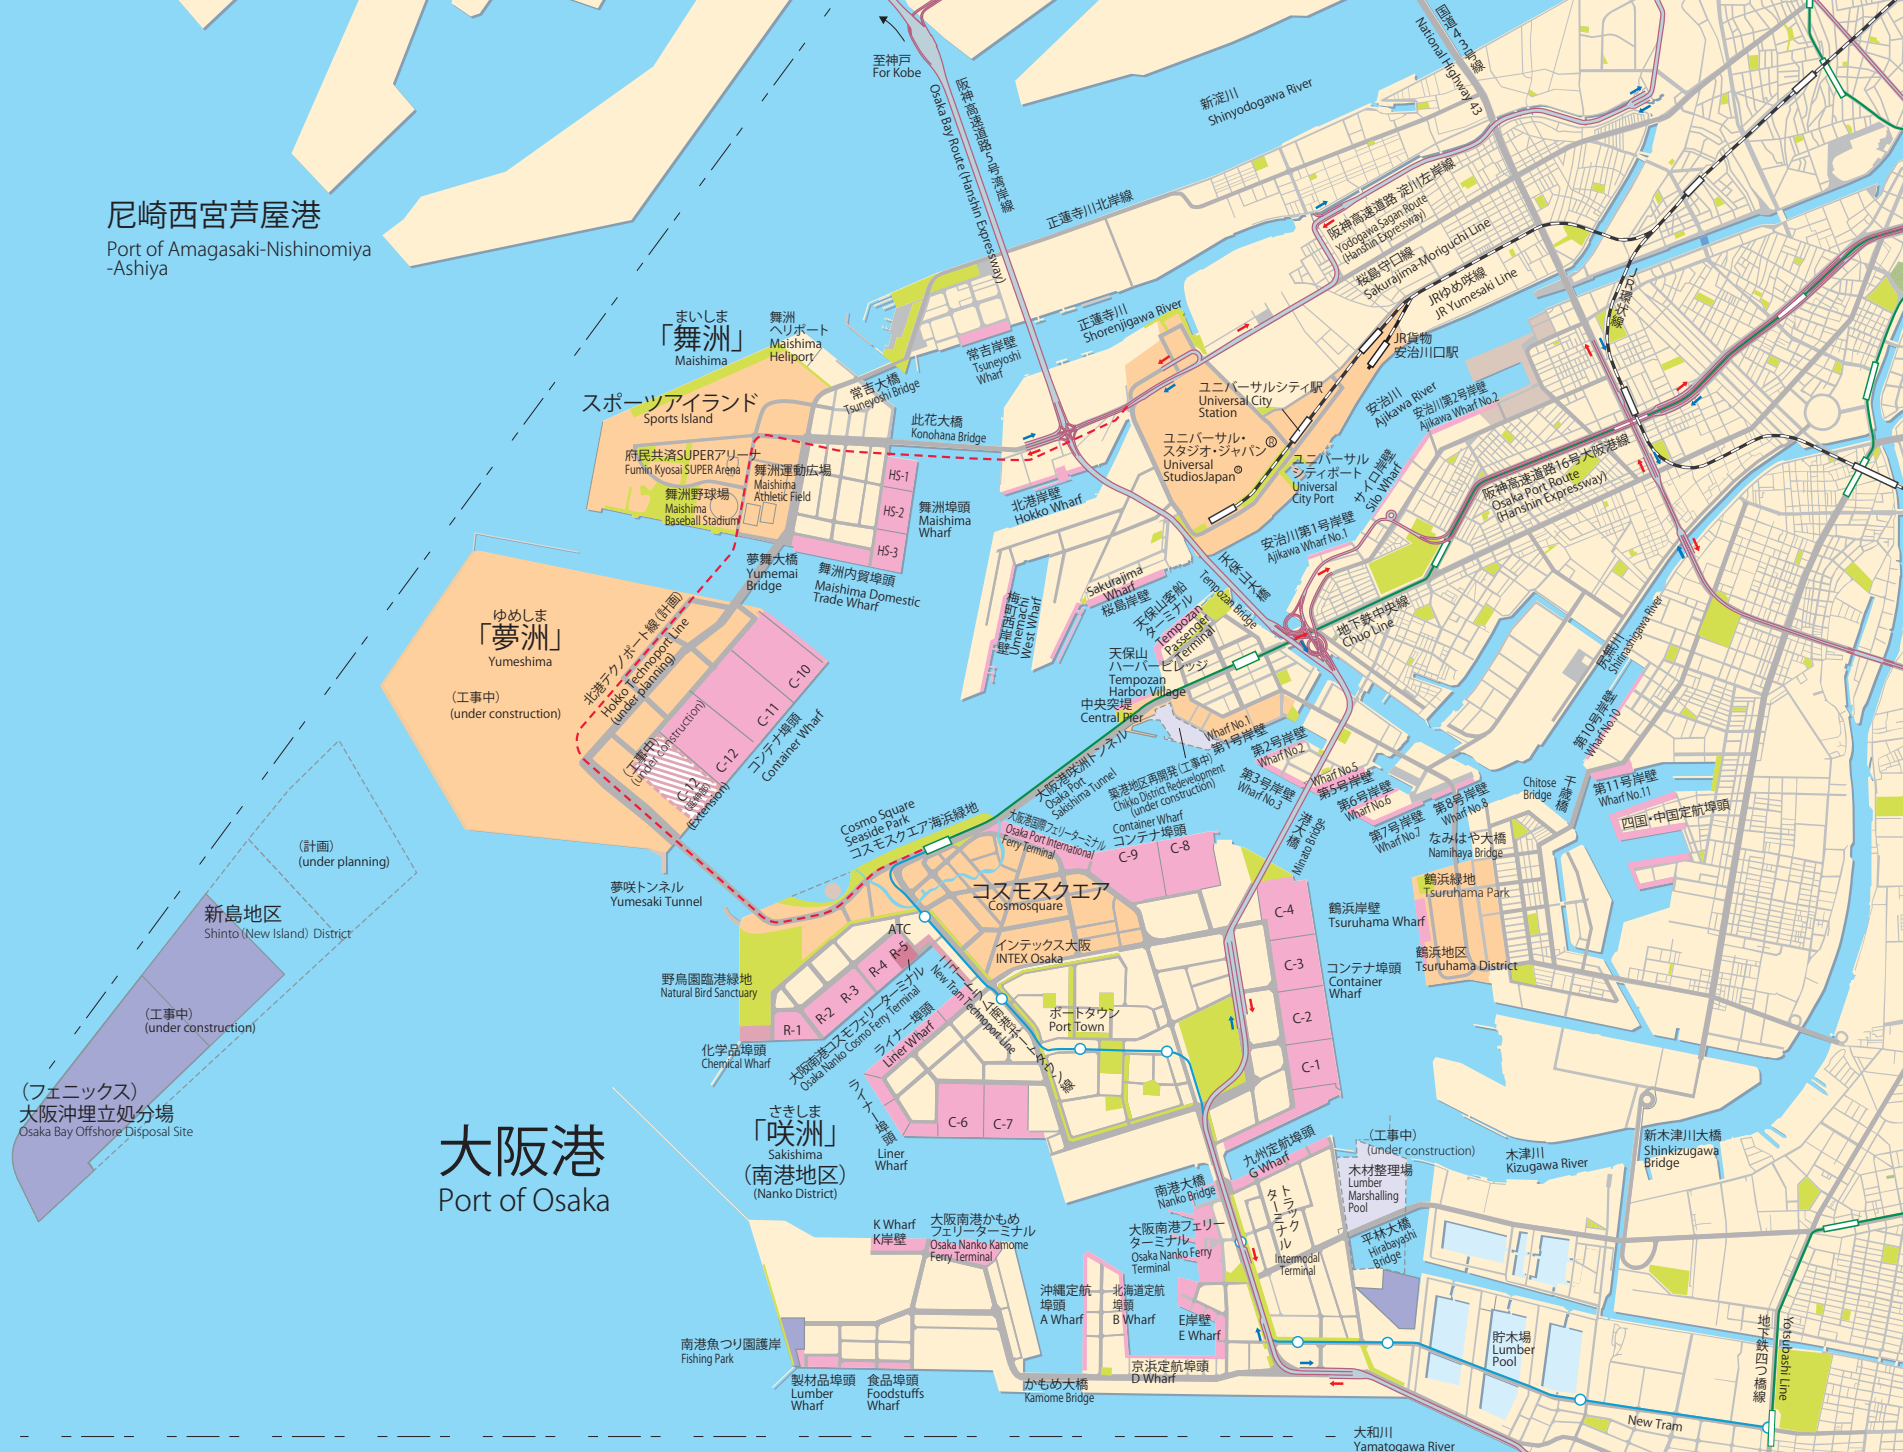 至神戸
For Kobe
阪神高速道路5号湾岸線
Osaka Bay Route (Hanshin Expressway)
国道43号線
National Highway 43
新淀川
Shinyodogawa River
尼崎西宮芦屋港
Port of Amagasaki-Nishinomiya
-Ashiya
正蓮寺川北岸線
阪神高速道路 淀川左岸線
Yodogawa Sagan Route
(Hanshin Expressway)
桜島守口線
Sakurajima-Moriguchi Line
JRゆめ咲線
JR Yumesaki Line
JR環状線
まいしま
「舞洲」
Maishima
舞洲
ヘリポート
Maishima
Heliport
正蓮寺川
Shorenjigawa River
常吉岸壁
Tsuneyoshi
Wharf
常吉大橋
Tsuneyoshi Bridge
JR貨物
安治川口駅
スポーツアイランド
Sports Island
此花大橋
Konohana Bridge
ユニバーサルシティ駅
Universal City
Station
安治川
Ajikawa River
安治川第2号岸壁
Ajikawa Wharf No.2
府民共済SUPERアリーナ
Fumin Kyosai SUPER Arena
舞洲運動広場
Maishima
Athletic Field
舞洲野球場
Maishima
Baseball Stadium
HS-1
HS-2
HS-3
舞洲埠頭
Maishima
Wharf
ユニバーサル・
スタジオ・ジャパン®
Universal
StudiosJapan®
ユニバーサル
シティポート
Universal
City Port
サイロ岸壁
Silo Wharf
阪神高速道路16号大阪港線
Osaka Port Route
(Hanshin Expressway)
北港岸壁
Hokko Wharf
安治川第1号岸壁
Ajikawa Wharf No.1
夢舞大橋
Yumemai
Bridge
舞洲内貿埠頭
Maishima Domestic
Trade Wharf
天保山大橋
Tempozan Bridge
Sakurajima
Wharf
桜島岸壁
梅町西岸壁
Umemachi
West Wharf
天保山客船
ターミナル
Tempozan
Passenger
Terminal
地下鉄中央線
Chuo Line
尻無川
Shirinashigawa River
ゆめしま
「夢洲」
Yumeshima
(工事中)
(under construction)
北港テクノポート線(計画)
Hokko Technoport Line
(under planning)
天保山
ハーバービレッジ
Tempozan
Harbor Village
中央突堤
Central Pier
C-10
C-11
C-12
コンテナ埠頭
Container Wharf
(工事中)
(under construction)
C-12
(延伸部)
(Extension)
Wharf No.1
第1号岸壁
第2号岸壁
Wharf No.2
第3号岸壁
Wharf No.3
Wharf No.5
第5号岸壁
第6号岸壁
Wharf No.6
第7号岸壁
Wharf No.7
第8号岸壁
Wharf No.8
第10号岸壁
Wharf No.10
第11号岸壁
Wharf No.11
千歳橋
Chitose
Bridge
四国・中国定航埠頭
大阪港咲洲トンネル
Osaka Port
Sakishima Tunnel
築港地区再開発(工事中)
Chikko District Redevelopment
(under construction)
Cosmo Square
Seaside Park
コスモスクエア海浜緑地
大阪港国際フェリーターミナル
Osaka Port International
Ferry Terminal
Container Wharf
コンテナ埠頭
C-9
C-8
港大橋
Minato Bridge
なみはや大橋
Namihaya Bridge
(計画)
(under planning)
夢咲トンネル
Yumesaki Tunnel
コスモスクエア
Cosmosquare
鶴浜緑地
Tsuruhama Park
鶴浜岸壁
Tsuruhama Wharf
鶴浜地区
Tsuruhama District
新島地区
Shinto (New Island) District
ATC
インテックス大阪
INTEX Osaka
C-4
C-3
C-2
C-1
コンテナ埠頭
Container
Wharf
野鳥園臨港緑地
Natural Bird Sanctuary
R-1
R-2
R-3
R-4
R-5
大阪南港コスモフェリーターミナル
Osaka Nanko Cosmo Ferry Terminal
ニュートラム南港ポートタウン線
New Tram Technoport Line
ポートタウン
Port Town
(工事中)
(under construction)
化学品埠頭
Chemical Wharf
ライナー埠頭
Liner Wharf
ライナー埠頭
Liner
Wharf
C-6
C-7
(フェニックス)
大阪沖埋立処分場
Osaka Bay Offshore Disposal Site
大阪港
Port of Osaka
さきしま
「咲洲」
Sakishima
(南港地区)
(Nanko District)
九州定航埠頭
G Wharf
(工事中)
(under construction)
木材整理場
Lumber
Marshalling
Pool
木津川
Kizugawa River
新木津川大橋
Shinkizugawa
Bridge
南港大橋
Nanko Bridge
トラック
ターミナル
Intermodal
Terminal
平林大橋
Hirabayashi
Bridge
K Wharf
K岸壁
大阪南港かもめ
フェリーターミナル
Osaka Nanko Kamome
Ferry Terminal
大阪南港フェリー
ターミナル
Osaka Nanko Ferry
Terminal
沖縄定航
埠頭
A Wharf
北海道定航
埠頭
B Wharf
E岸壁
E Wharf
京浜定航埠頭
D Wharf
南港魚つり園護岸
Fishing Park
製材品埠頭
Lumber
Wharf
食品埠頭
Foodstuffs
Wharf
かもめ大橋
Kamome Bridge
貯木場
Lumber
Pool
地下鉄四つ橋線
Yotsubashi Line
New Tram
大和川
Yamatogawa River